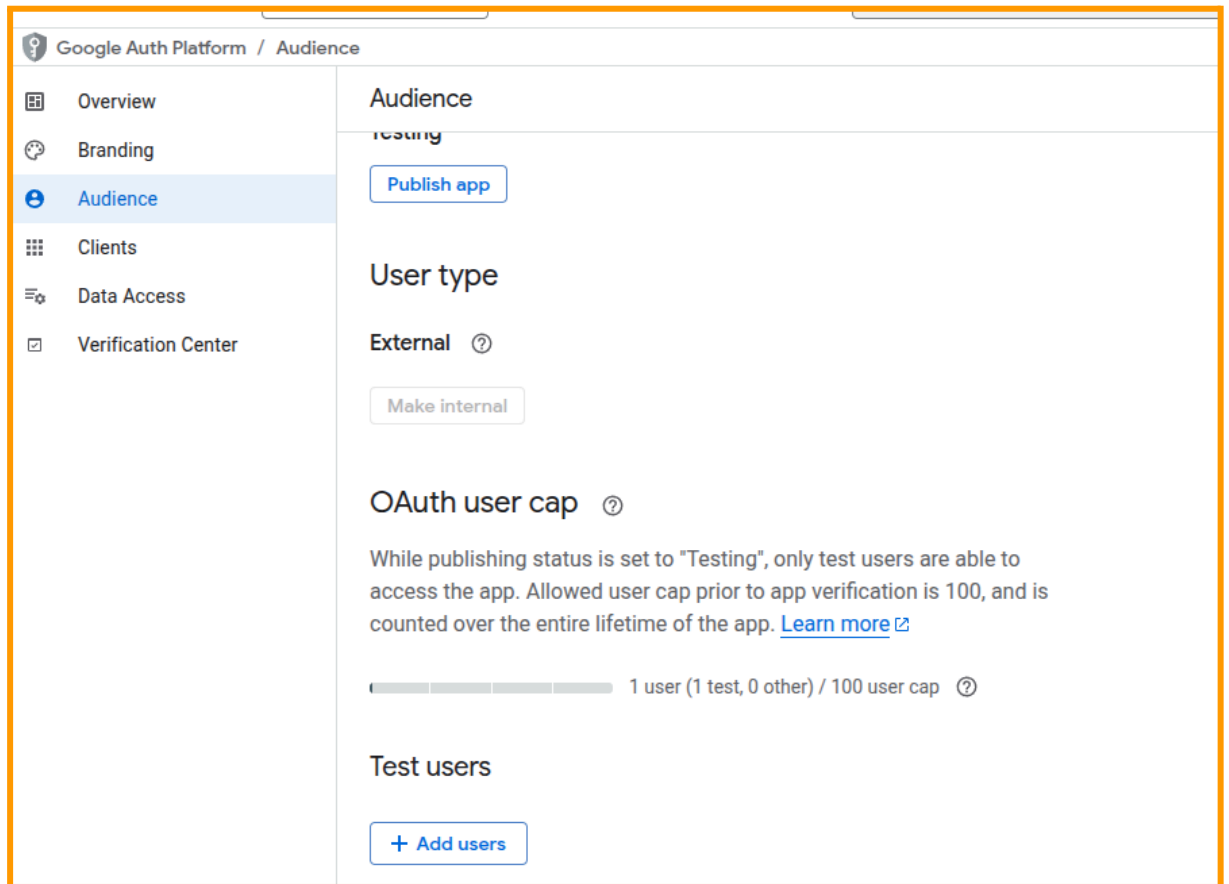 Google Auth Platform / Audience
Overview
Branding
Audience
Clients
Data Access
Verification Center
Audience
Testing
Publish app
User type
External
Make internal
OAuth user cap
While publishing status is set to "Testing", only test users are able to
access the app. Allowed user cap prior to app verification is 100, and is
counted over the entire lifetime of the app. Learn more
1 user (1 test, 0 other) / 100 user cap
Test users
+ Add users